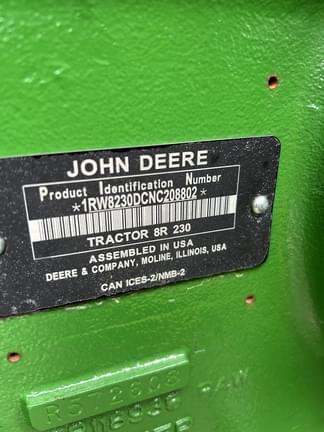 JOHN DEERE
Product Identification Number
*1RW8230DCNC208802*
TRACTOR 8R 230
ASSEMBLED IN USA
DEERE & COMPANY, MOLINE, ILLINOIS, USA
CAN ICES-2/NMB-2
R572608